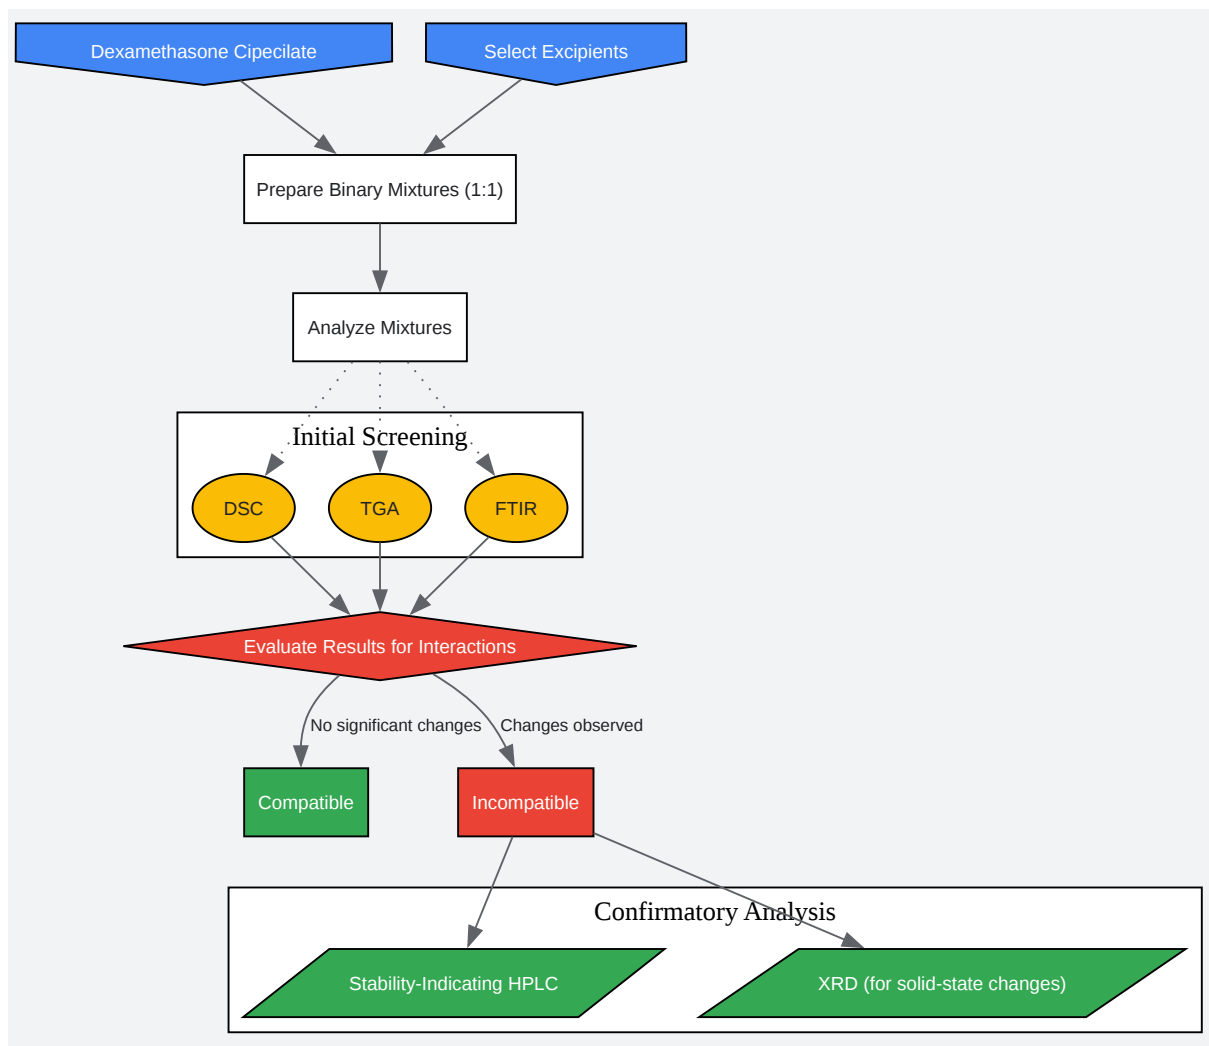 Dexamethasone Cipecilate
Select Excipients
Prepare Binary Mixtures (1:1)
Analyze Mixtures
Initial Screening
DSC
TGA
FTIR
Evaluate Results for Interactions
No significant changes
Changes observed
Compatible
Incompatible
Confirmatory Analysis
Stability-Indicating HPLC
XRD (for solid-state changes)